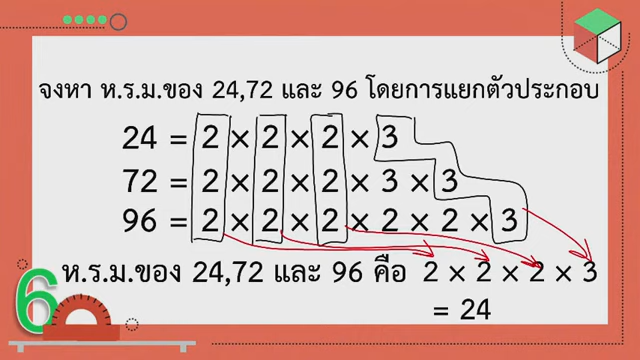 จงหา ห.ร.ม.ของ 24,72 และ 96 โดยการแยกตัวประกอบ
24 = 2 × 2 × 2 × 3
72 = 2 × 2 × 2 × 3 × 3
96 = 2 × 2 × 2 × 2 × 2 × 3
ห.ร.ม.ของ 24,72 และ 96 คือ 2 × 2 × 2 × 3
= 24
6